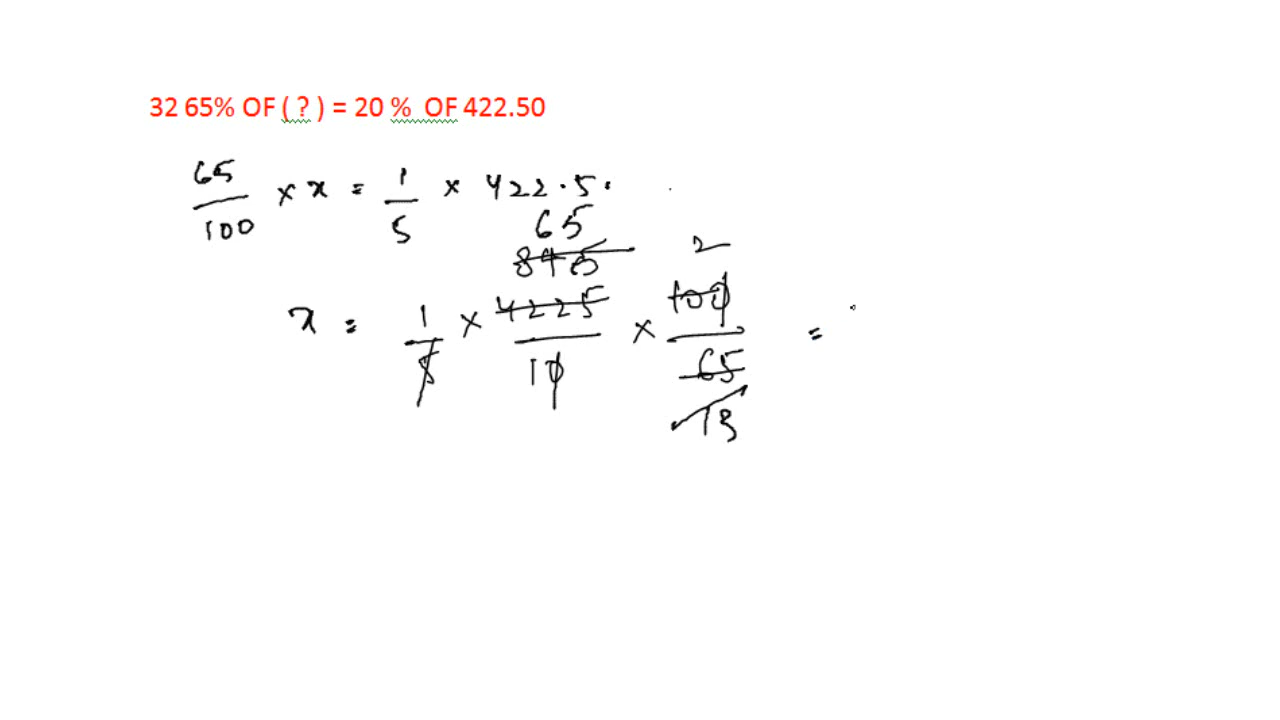 32 65% OF ( ? ) = 20 % OF 422.50
65/100 × x = 1/5 × 422.5.
65
845 2
x = 1/5 × 4225/10 × 100/65 =
13